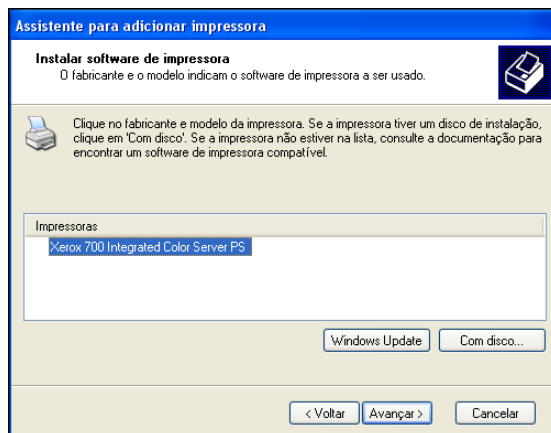 Assistente para adicionar impressora
Instalar software de impressora
O fabricante e o modelo indicam o software de impressora a ser usado.
Clique no fabricante e modelo da impressora. Se a impressora tiver um disco de instalação,
clique em 'Com disco'. Se a impressora não estiver na lista, consulte a documentação para
encontrar um software de impressora compatível.
Impressoras
Xerox 700 Integrated Color Server PS
Windows Update
Com disco...
< Voltar
Avançar >
Cancelar